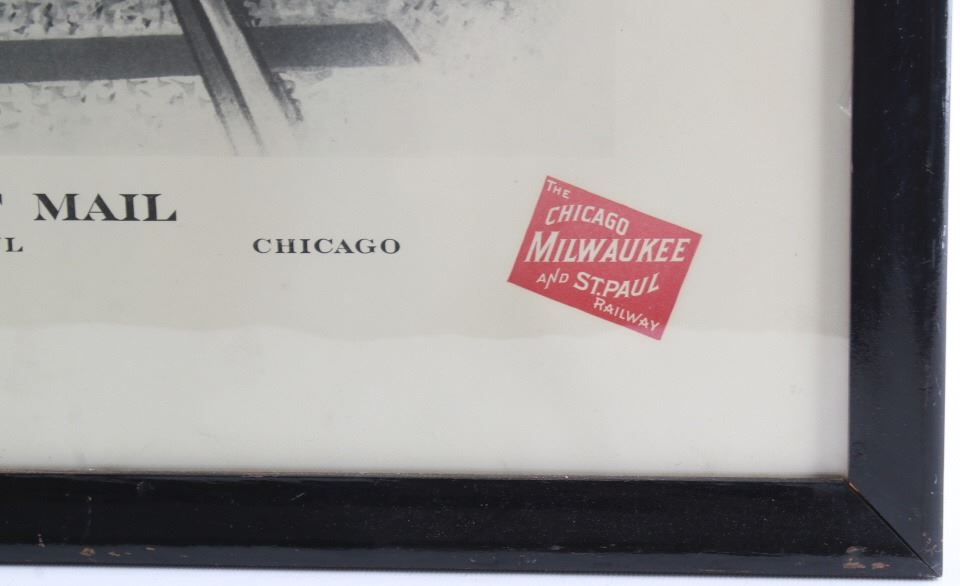 MAIL
CHICAGO
THE
CHICAGO
MILWAUKEE
AND ST. PAUL
RAILWAY